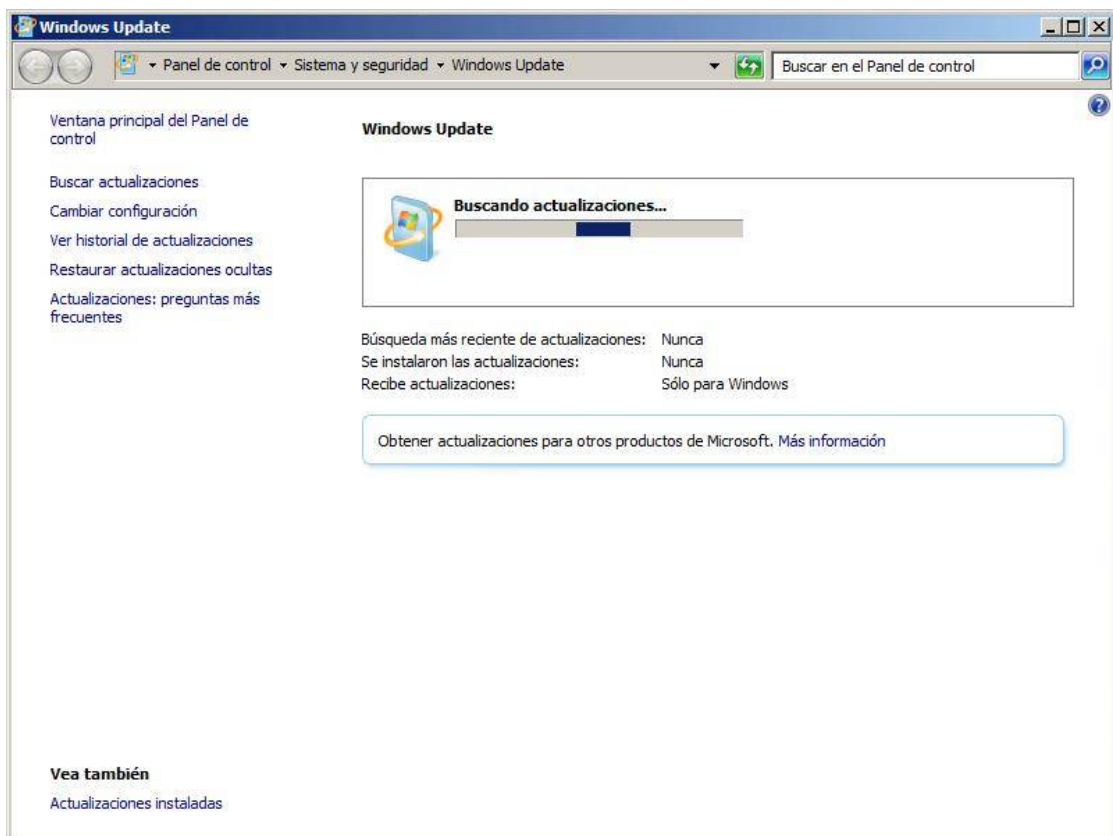 Windows Update
Panel de control Sistema y seguridad Windows Update
Buscar en el Panel de control
Ventana principal del Panel de
control
Buscar actualizaciones
Cambiar configuración
Ver historial de actualizaciones
Restaurar actualizaciones ocultas
Actualizaciones: preguntas más
frecuentes
Windows Update
Buscando actualizaciones...
Búsqueda más reciente de actualizaciones: Nunca
Se instalaron las actualizaciones: Nunca
Recibe actualizaciones: Sólo para Windows
Obtener actualizaciones para otros productos de Microsoft. Más información
Vea también
Actualizaciones instaladas